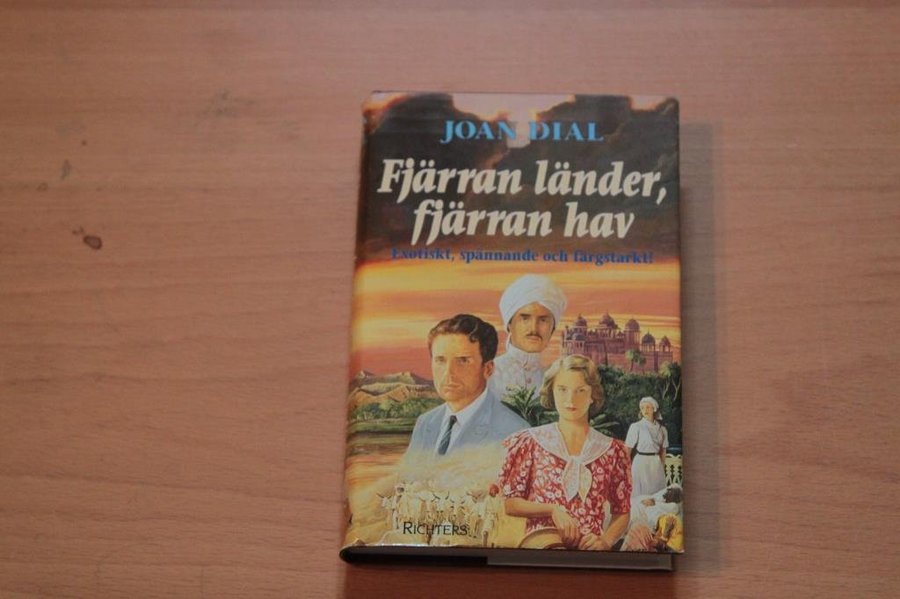 JOAN DIAL
Fjärran länder,
fjärran hav
Exotiskt, spännande och färgstarkt!
RICHTERS